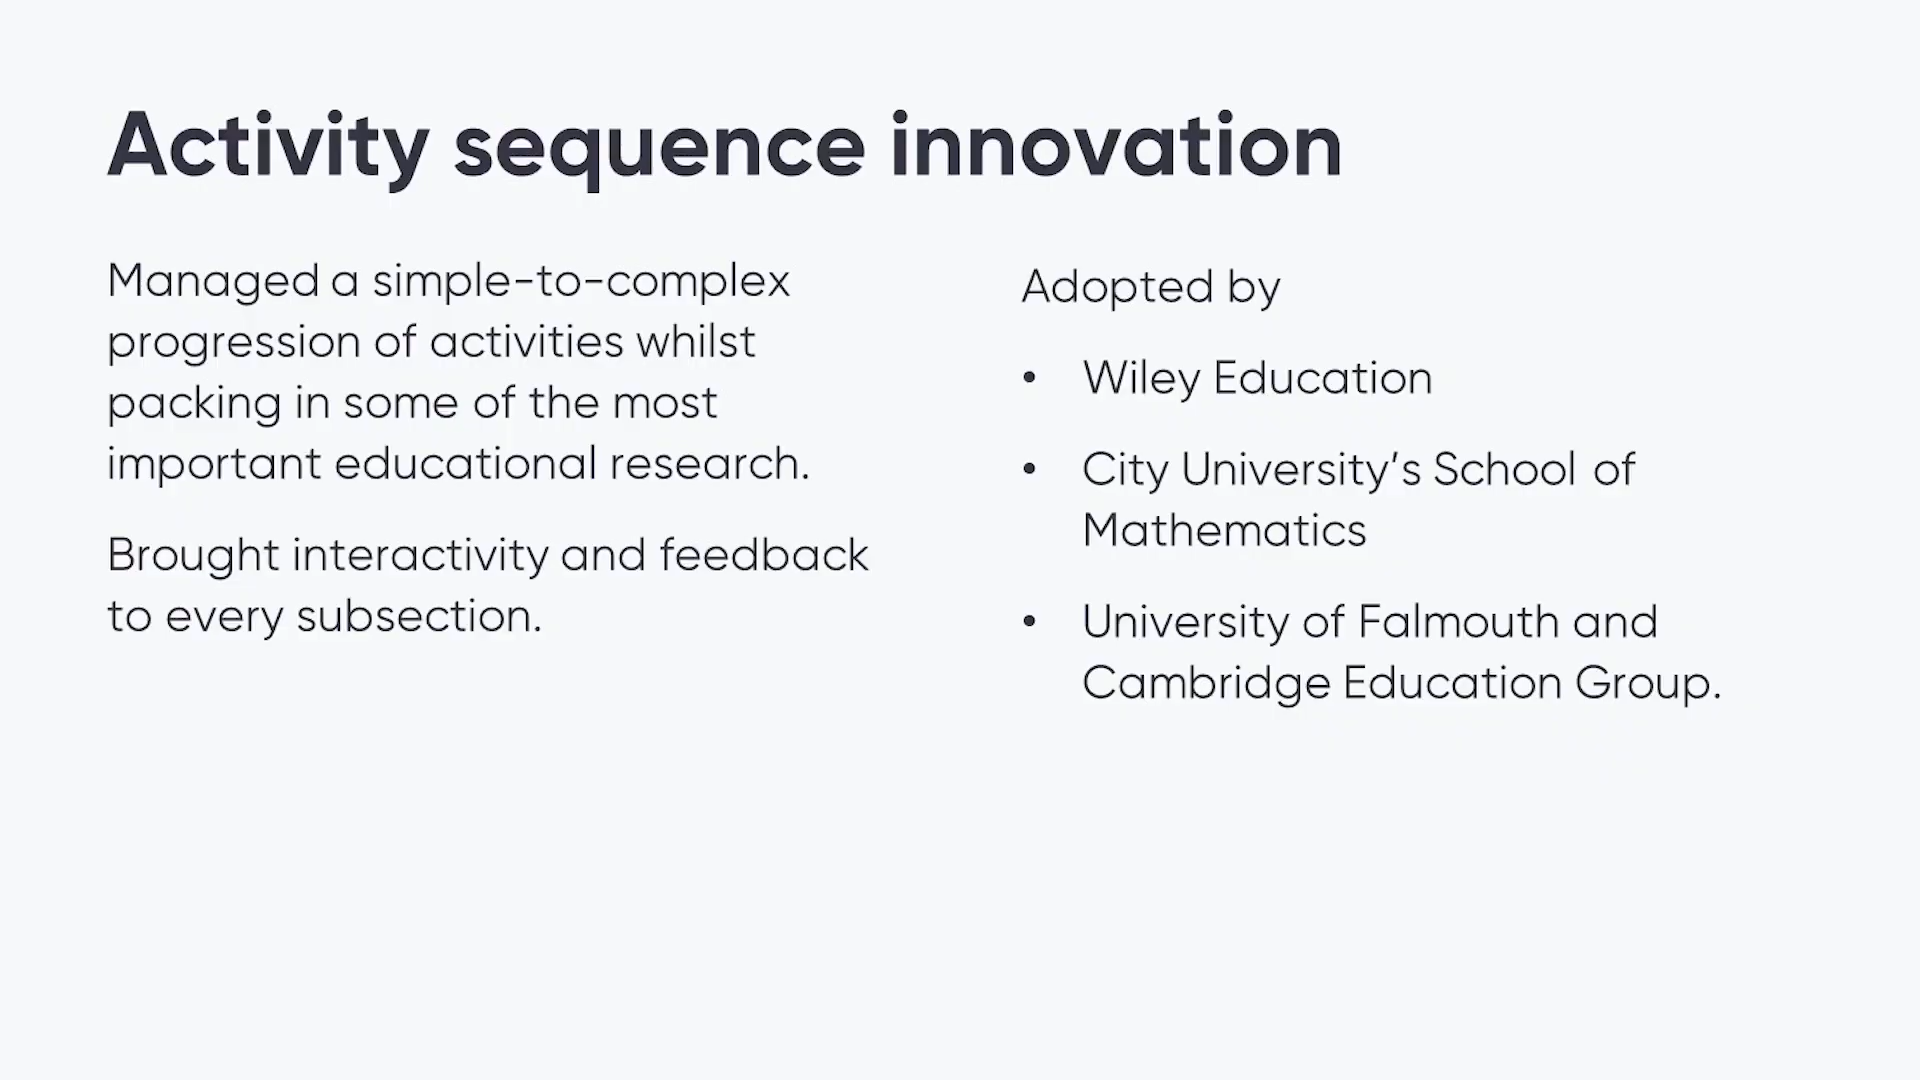 Activity sequence innovation
Managed a simple-to-complex
progression of activities whilst
packing in some of the most
important educational research.
Brought interactivity and feedback
to every subsection.
Adopted by
• Wiley Education
• City University’s School of
Mathematics
• University of Falmouth and
Cambridge Education Group.